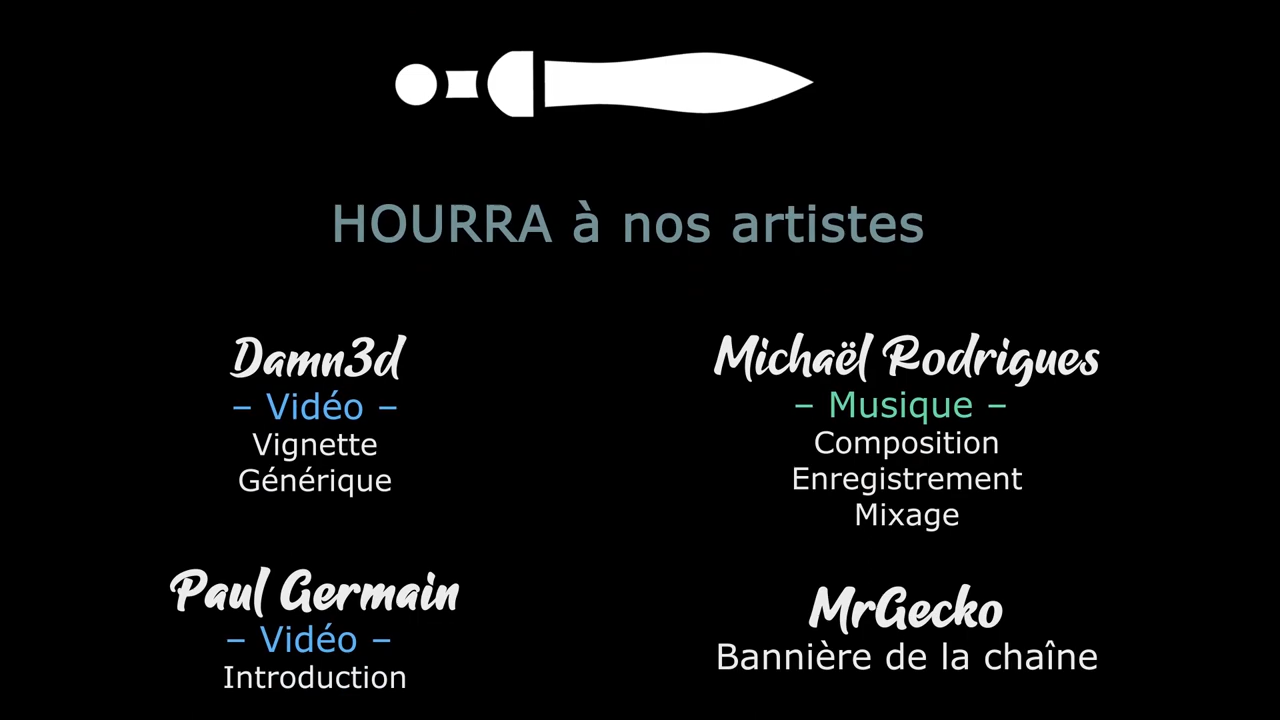 HOURRA à nos artistes
Damn3d
– Vidéo –
Vignette
Générique
Michaël Rodrigues
– Musique –
Composition
Enregistrement
Mixage
Paul Germain
– Vidéo –
Introduction
MrGecko
Bannière de la chaîne